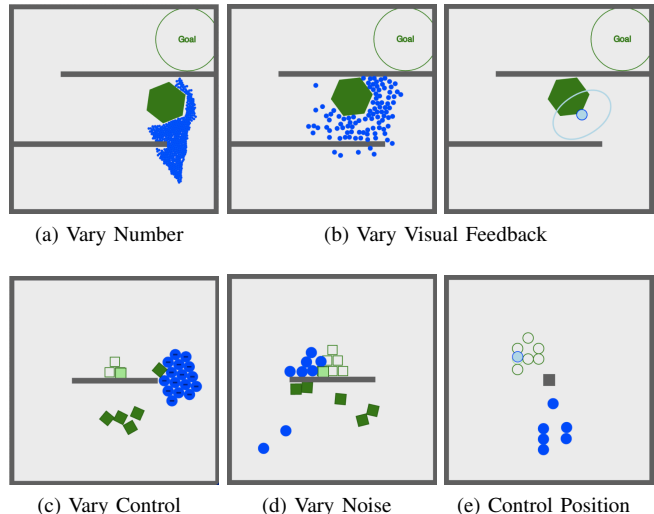 Goal
Goal
Goal
(a) Vary Number
(b) Vary Visual Feedback
(c) Vary Control
(d) Vary Noise
(e) Control Position